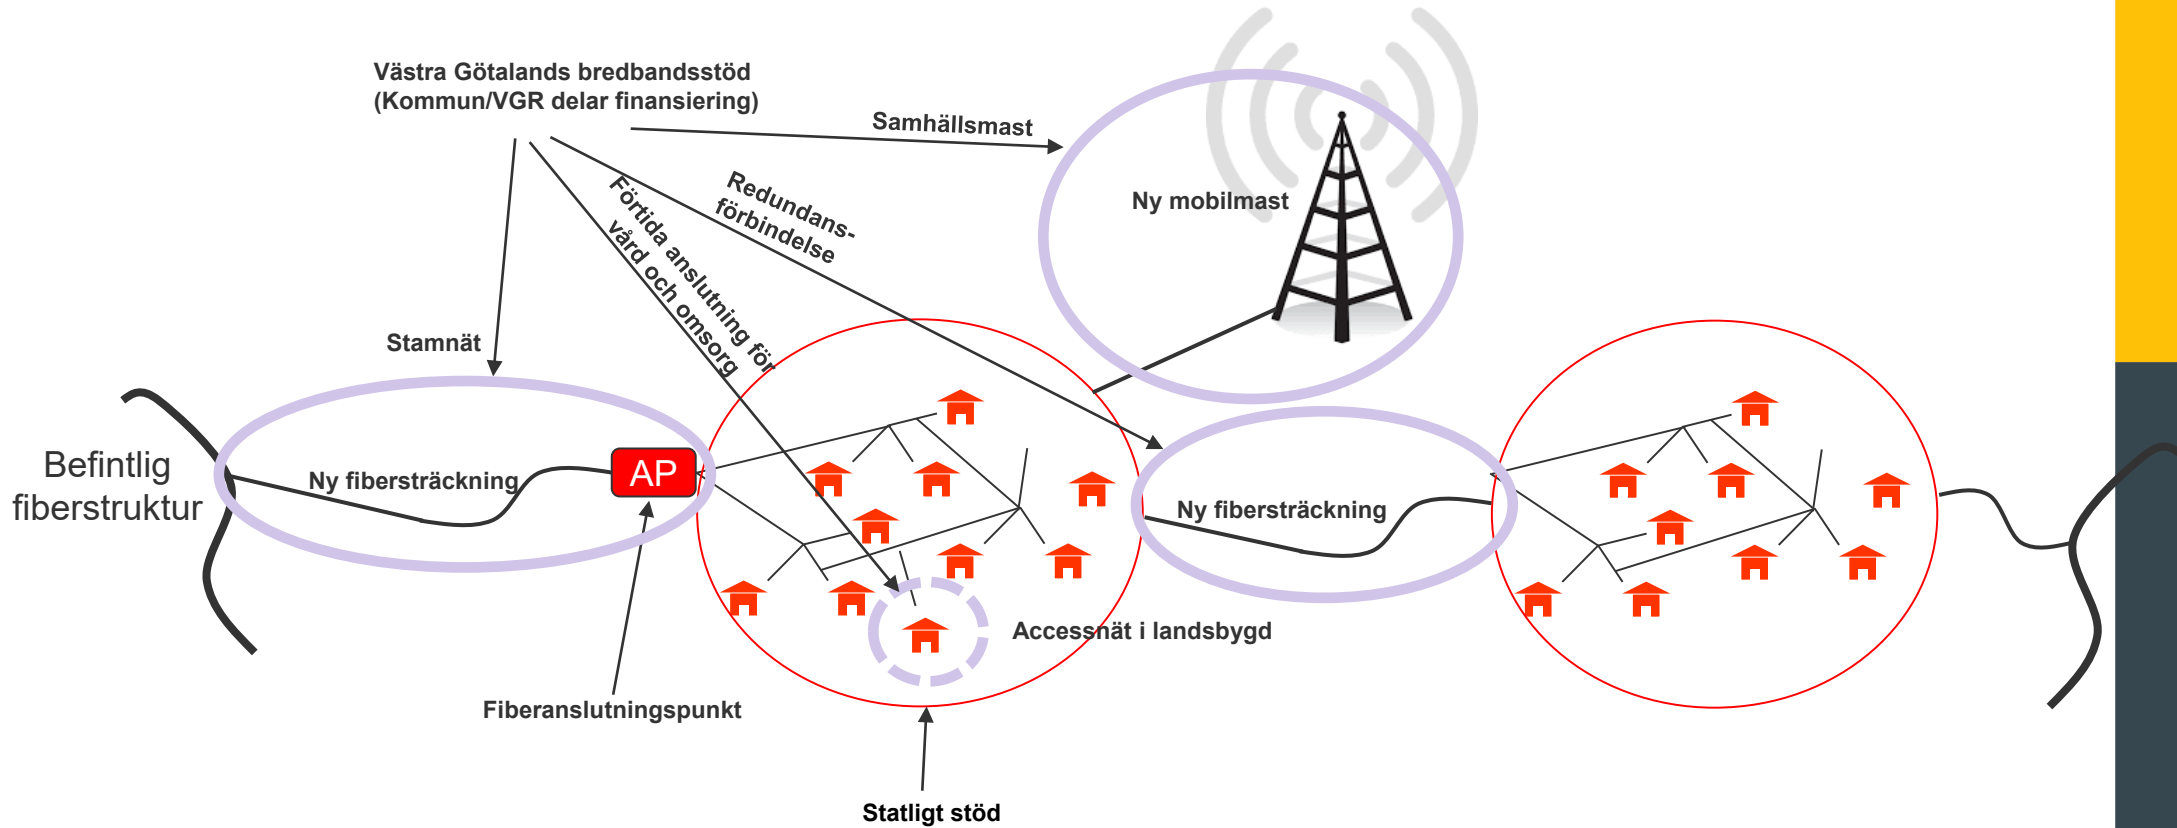 Västra Götalands bredbandsstöd
(Kommun/VGR delar finansiering)
Samhällsmast
Redundans-
förbindelse
Förtida anslutning för
vård och omsorg
Ny mobilmast
Stamnät
Befintlig
fiberstruktur
Ny fibersträckning
AP
Ny fibersträckning
Accessnät i landsbygd
Fiberanslutningspunkt
Statligt stöd